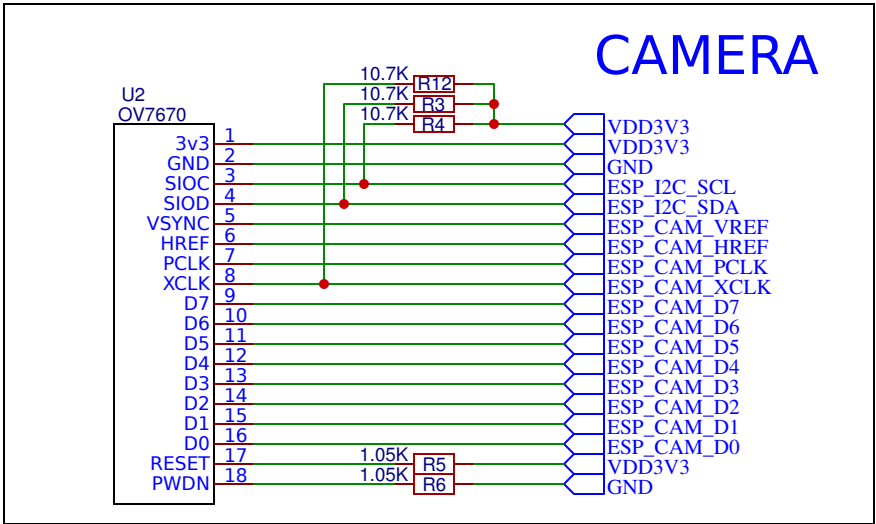 CAMERA
U2
OV7670
10.7K R12
10.7K R3
10.7K R4
VDD3V3
3v3 1 VDD3V3
GND 2 GND
SIOC 3 ESP_I2C_SCL
SIOD 4 ESP_I2C_SDA
VSYNC 5 ESP_CAM_VREF
HREF 6 ESP_CAM_HREF
PCLK 7 ESP_CAM_PCLK
XCLK 8 ESP_CAM_XCLK
D7 9 ESP_CAM_D7
D6 10 ESP_CAM_D6
D5 11 ESP_CAM_D5
D4 12 ESP_CAM_D4
D3 13 ESP_CAM_D3
D2 14 ESP_CAM_D2
D1 15 ESP_CAM_D1
D0 16 ESP_CAM_D0
RESET 17 1.05K R5 VDD3V3
PWDN 18 1.05K R6 GND